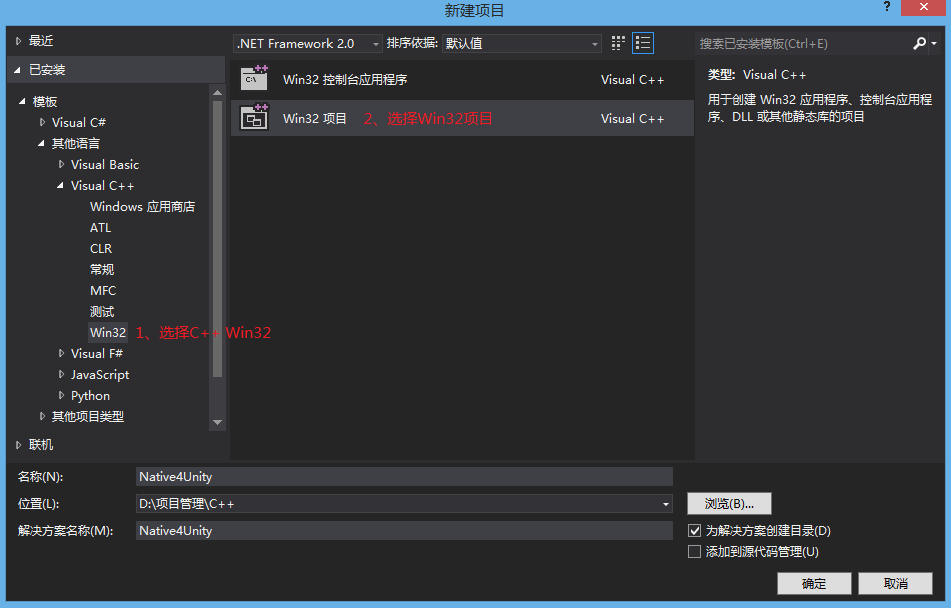 新建项目
?
最近
已安装
模板
Visual C#
其他语言
Visual Basic
Visual C++
Windows 应用商店
ATL
CLR
常规
MFC
测试
Win32 1、选择C++ Win32
Visual F#
JavaScript
Python
其他项目类型
联机
.NET Framework 2.0 排序依据: 默认值
C:\ Win32 控制台应用程序 Visual C++
Win32 项目 2、选择Win32项目 Visual C++
搜索已安装模板(Ctrl+E)
类型: Visual C++
用于创建 Win32 应用程序、控制台应用程
序、DLL 或其他静态库的项目
名称(N): Native4Unity
位置(L): D:\项目管理\C++ 浏览(B)...
解决方案名称(M): Native4Unity
为解决方案创建目录(D)
添加到源代码管理(U)
确定 取消